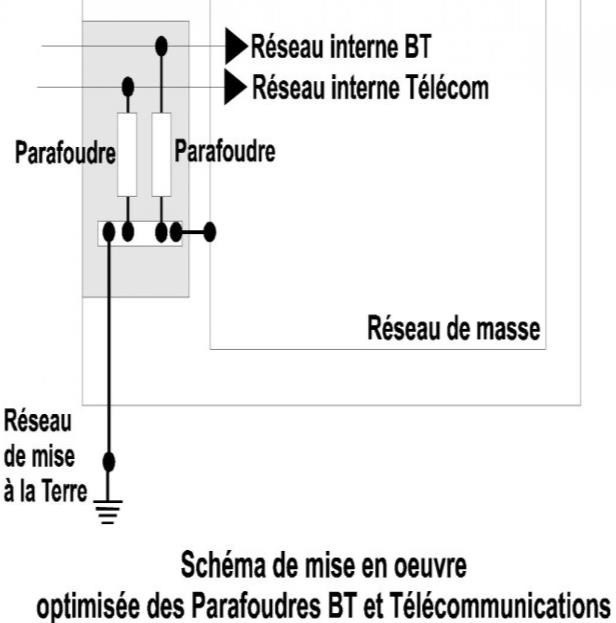 Réseau interne BT
Réseau interne Télécom
Parafoudre
Parafoudre
Réseau de masse
Réseau
de mise
à la Terre
Schéma de mise en oeuvre
optimisée des Parafoudres BT et Télécommunications